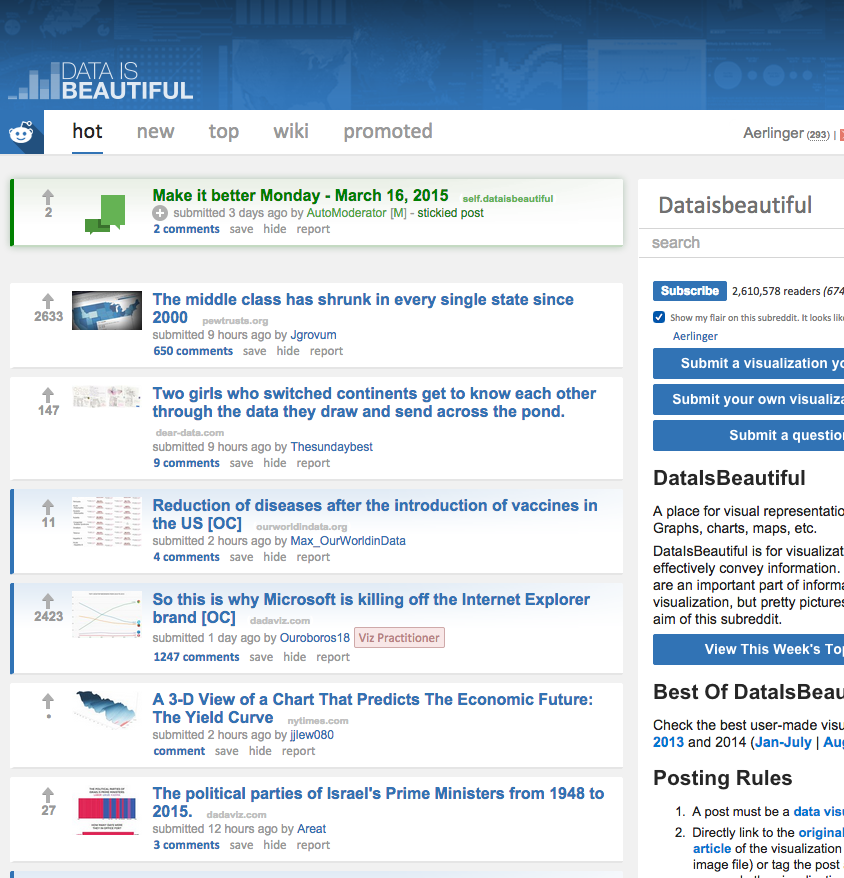 DATA IS
BEAUTIFUL
hot new top wiki promoted
Aerlinger (293) |
2
Make it better Monday - March 16, 2015 self.dataisbeautiful
submitted 3 days ago by AutoModerator [M] - stickied post
2 comments save hide report
2633
The middle class has shrunk in every single state since
2000 pewtrusts.org
submitted 9 hours ago by Jgrovum
650 comments save hide report
147
Two girls who switched continents get to know each other
through the data they draw and send across the pond.
dear-data.com
submitted 9 hours ago by Thesundaybest
9 comments save hide report
11
Reduction of diseases after the introduction of vaccines in
the US [OC] ourworldindata.org
submitted 2 hours ago by Max_OurWorldinData
4 comments save hide report
2423
So this is why Microsoft is killing off the Internet Explorer
brand [OC] dadaviz.com
submitted 1 day ago by Ouroboros18 Viz Practitioner
1247 comments save hide report
•
A 3-D View of a Chart That Predicts The Economic Future:
The Yield Curve nytimes.com
submitted 2 hours ago by jjlew080
comment save hide report
27
The political parties of Israel's Prime Ministers from 1948 to
2015. dadaviz.com
submitted 12 hours ago by Areat
3 comments save hide report
Dataisbeautiful
search
Subscribe 2,610,578 readers (674
Show my flair on this subreddit. It looks like
Aerlinger
Submit a visualization yo
Submit your own visualiza
Submit a question
DataIsBeautiful
A place for visual representatio
Graphs, charts, maps, etc.
DataIsBeautiful is for visualizat
effectively convey information.
are an important part of informa
visualization, but pretty pictures
aim of this subreddit.
View This Week's Top
Best Of DataIsBeau
Check the best user-made visu
2013 and 2014 (Jan-July | Aug
Posting Rules
1. A post must be a data visu
2. Directly link to the original
article of the visualization
image file) or tag the post